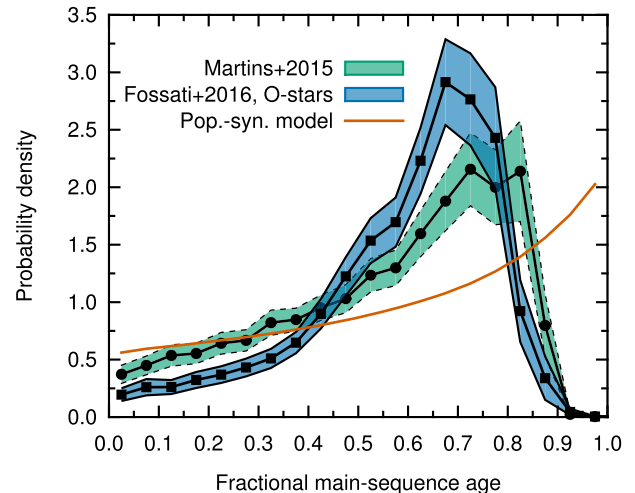 3.5
3.0
2.5
2.0
1.5
1.0
0.5
0.0
Probability density
Martins+2015
Fossati+2016, O-stars
Pop.-syn. model
0.0 0.1 0.2 0.3 0.4 0.5 0.6 0.7 0.8 0.9 1.0
Fractional main-sequence age